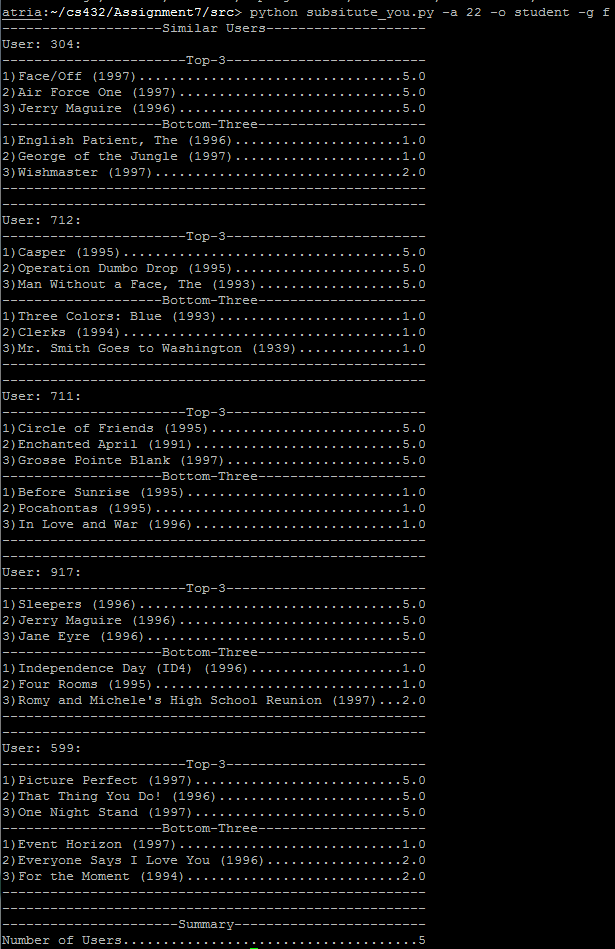 atria:~/cs432/Assignment7/src> python subsitute_you.py -a 22 -o student -g f
--------------------Similar Users--------------------
User: 304:
-----------------------Top-3-------------------------
1)Face/Off (1997).................................5.0
2)Air Force One (1997)............................5.0
3)Jerry Maguire (1996)............................5.0
--------------------Bottom-Three---------------------
1)English Patient, The (1996).....................1.0
2)George of the Jungle (1997).....................1.0
3)Wishmaster (1997)...............................2.0
-----------------------------------------------------
-----------------------------------------------------
User: 712:
-----------------------Top-3-------------------------
1)Casper (1995)...................................5.0
2)Operation Dumbo Drop (1995).....................5.0
3)Man Without a Face, The (1993)..................5.0
--------------------Bottom-Three---------------------
1)Three Colors: Blue (1993).......................1.0
2)Clerks (1994)...................................1.0
3)Mr. Smith Goes to Washington (1939).............1.0
-----------------------------------------------------
-----------------------------------------------------
User: 711:
-----------------------Top-3-------------------------
1)Circle of Friends (1995)........................5.0
2)Enchanted April (1991)..........................5.0
3)Grosse Pointe Blank (1997)......................5.0
--------------------Bottom-Three---------------------
1)Before Sunrise (1995)...........................1.0
2)Pocahontas (1995)...............................1.0
3)In Love and War (1996)..........................1.0
-----------------------------------------------------
-----------------------------------------------------
User: 917:
-----------------------Top-3-------------------------
1)Sleepers (1996).................................5.0
2)Jerry Maguire (1996)............................5.0
3)Jane Eyre (1996)................................5.0
--------------------Bottom-Three---------------------
1)Independence Day (ID4) (1996)...................1.0
2)Four Rooms (1995)...............................1.0
3)Romy and Michele's High School Reunion (1997)...2.0
-----------------------------------------------------
-----------------------------------------------------
User: 599:
-----------------------Top-3-------------------------
1)Picture Perfect (1997)..........................5.0
2)That Thing You Do! (1996).......................5.0
3)One Night Stand (1997)..........................5.0
--------------------Bottom-Three---------------------
1)Event Horizon (1997)............................1.0
2)Everyone Says I Love You (1996).................2.0
3)For the Moment (1994)...........................2.0
-----------------------------------------------------
-----------------------------------------------------
----------------------Summary------------------------
Number of Users.....................................5